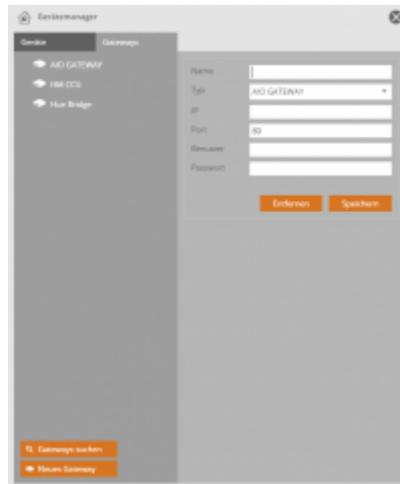 Gerätemanager
Geräte
Gateways
AIO GATEWAY
HM CCU
Hue Bridge
Name
Typ
AIO GATEWAY
IP
Port
80
Benutzer
Passwort
Entfernen
Speichern
Gateways suchen
Neues Gateway